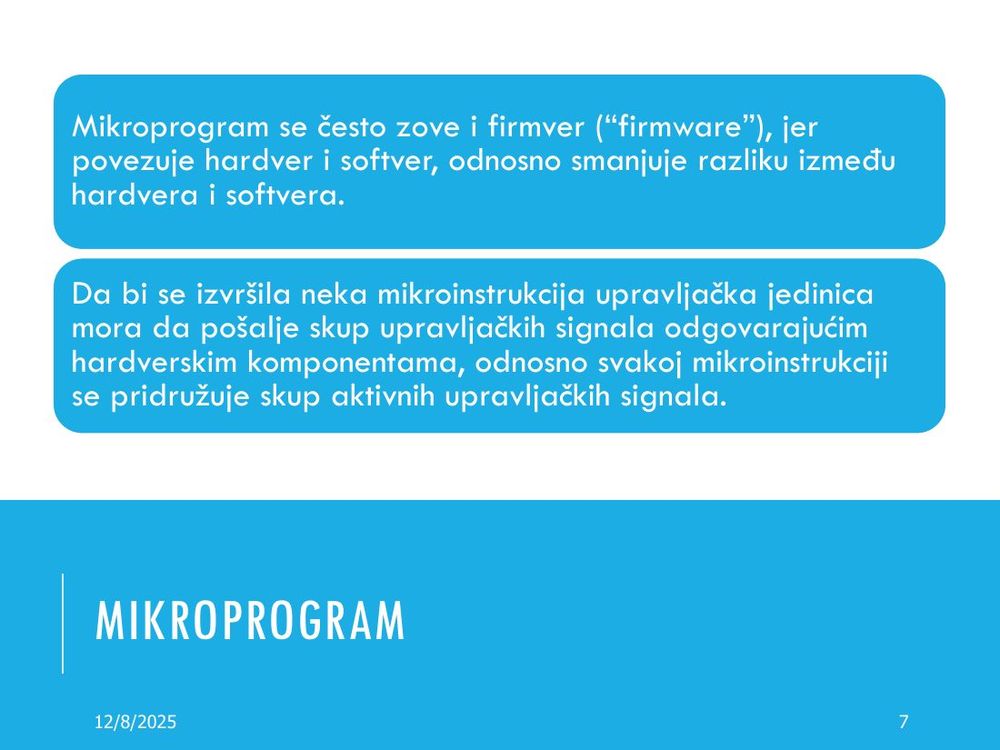 Mikroprogram se često zove i firmver (“firmware”), jer
povezuje hardver i softver, odnosno smanjuje razliku između
hardvera i softvera.
Da bi se izvršila neka mikroinstrukcija upravljačka jedinica
mora da pošalje skup upravljačkih signala odgovarajućim
hardverskim komponentama, odnosno svakoj mikroinstrukciji
se pridružuje skup aktivnih upravljačkih signala.
MIKROPROGRAM
12/8/2025
7